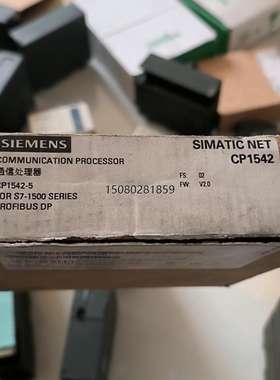 SIEMENS
SIMATIC NET
COMMUNICATION PROCESSOR
CP1542
通信处理器
CP1542-5
15080281859
FS: 02
FW: V2.0
FOR S7-1500 SERIES
PROFIBUS DP